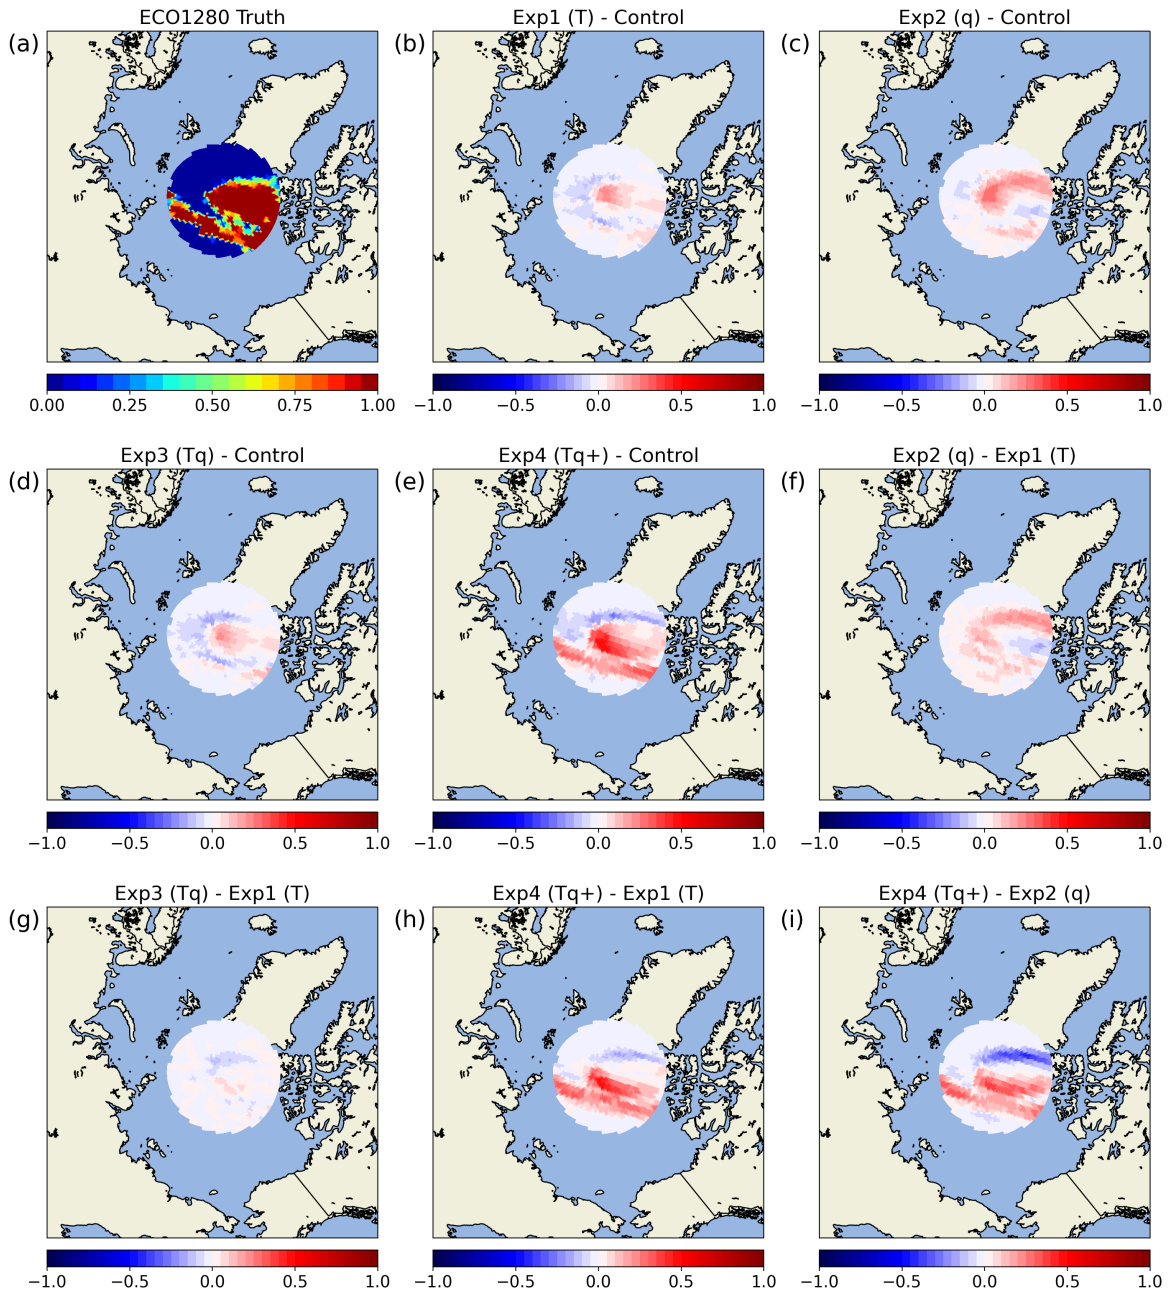 ECO1280 Truth
Exp1 (T) - Control
Exp2 (q) - Control
(a)
(b)
(c)
0.00 0.25 0.50 0.75 1.00
−1.0 −0.5 0.0 0.5 1.0
−1.0 −0.5 0.0 0.5 1.0
Exp3 (Tq) - Control
Exp4 (Tq+) - Control
Exp2 (q) - Exp1 (T)
(d)
(e)
(f)
−1.0 −0.5 0.0 0.5 1.0
−1.0 −0.5 0.0 0.5 1.0
−1.0 −0.5 0.0 0.5 1.0
Exp3 (Tq) - Exp1 (T)
Exp4 (Tq+) - Exp1 (T)
Exp4 (Tq+) - Exp2 (q)
(g)
(h)
(i)
−1.0 −0.5 0.0 0.5 1.0
−1.0 −0.5 0.0 0.5 1.0
−1.0 −0.5 0.0 0.5 1.0